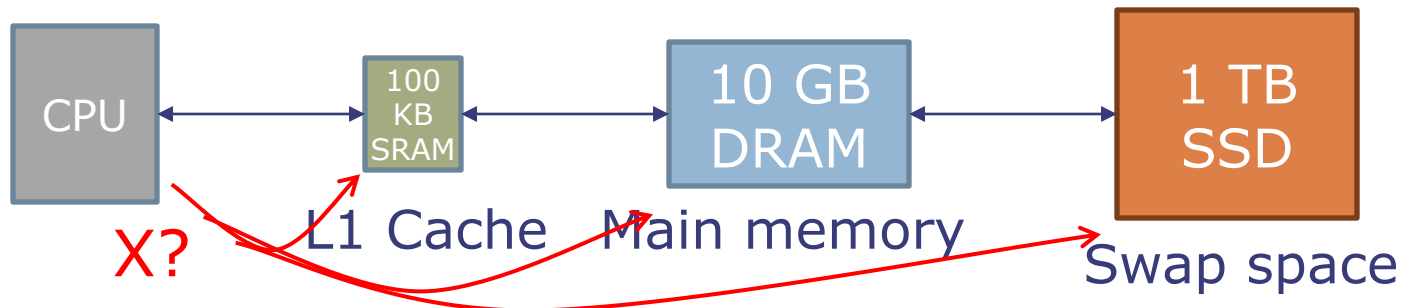 CPU
100
KB
SRAM
10 GB
DRAM
1 TB
SSD
X?
L1 Cache
Main memory
Swap space